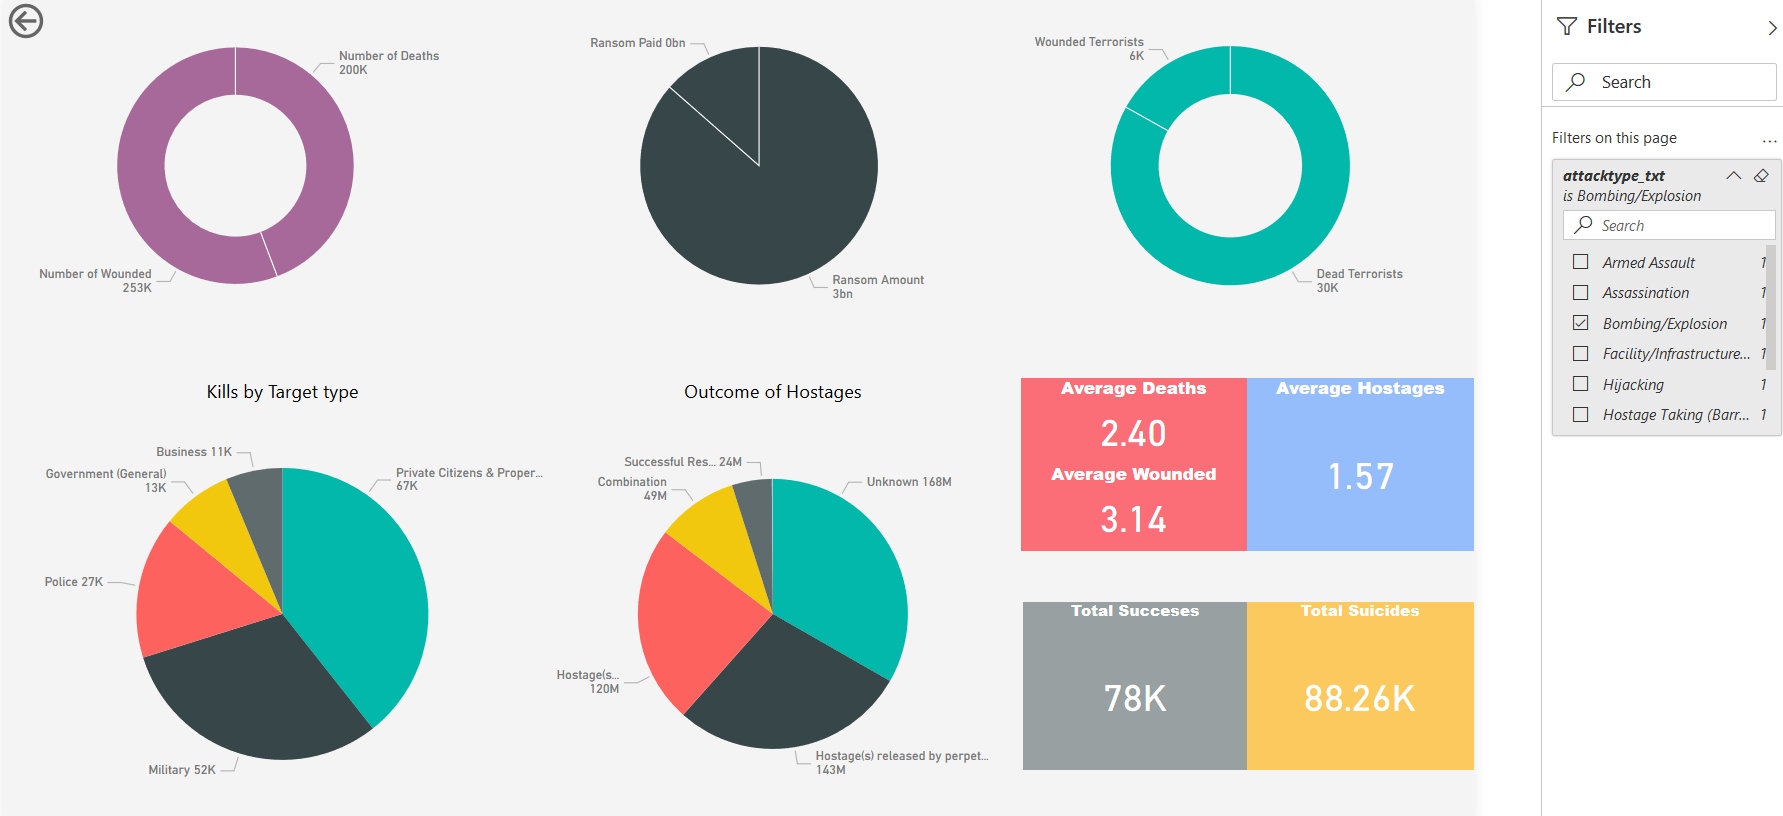 Number of Deaths
200K
Number of Wounded
253K
Ransom Paid 0bn
Ransom Amount
3bn
Wounded Terrorists
6K
Dead Terrorists
30K
Kills by Target type
Business 11K
Government (General)
13K
Private Citizens & Proper...
67K
Police 27K
Military 52K
Outcome of Hostages
Successful Res... 24M
Combination
49M
Unknown 168M
Hostage(s...
120M
Hostage(s) released by perpet...
143M
Average Deaths
2.40
Average Wounded
3.14
Average Hostages
1.57
Total Succeses
78K
Total Suicides
88.26K
Filters
Search
Filters on this page
...
attacktype_txt
is Bombing/Explosion
Search
Armed Assault 1
Assassination 1
Bombing/Explosion 1
Facility/Infrastructure... 1
Hijacking 1
Hostage Taking (Barr... 1